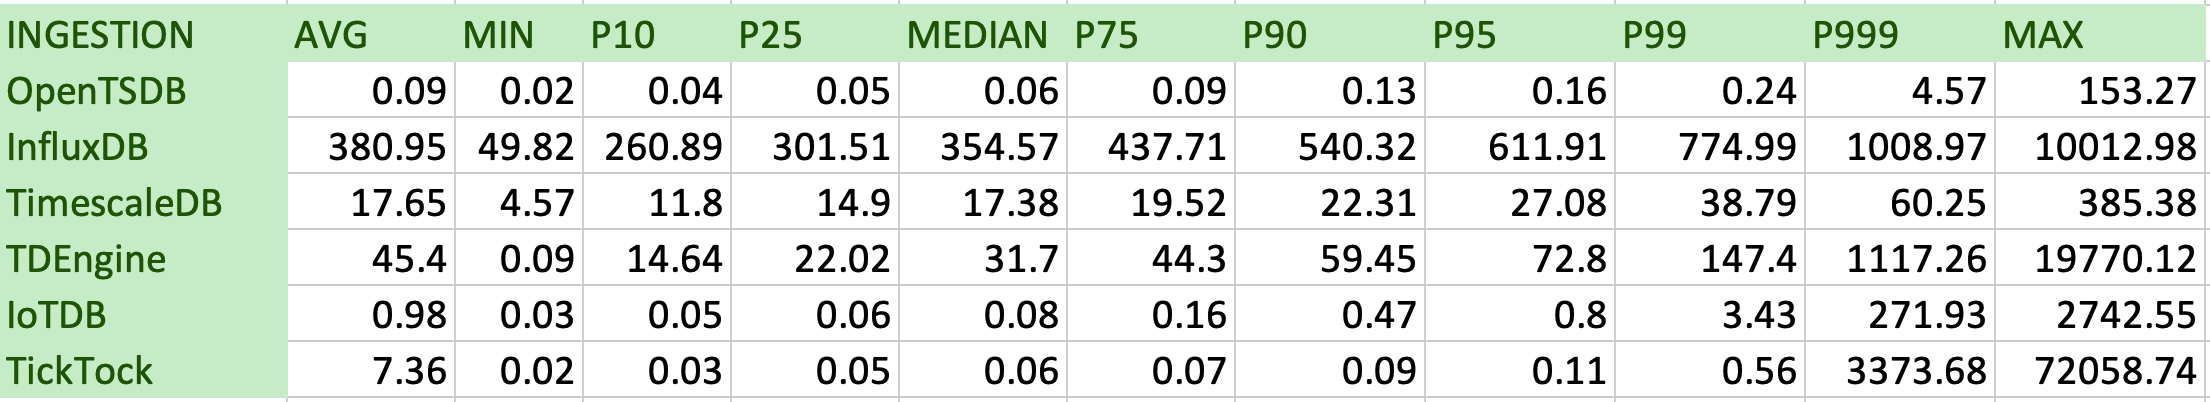 INGESTION AVG MIN P10 P25 MEDIAN P75 P90 P95 P99 P999 MAX
OpenTSDB 0.09 0.02 0.04 0.05 0.06 0.09 0.13 0.16 0.24 4.57 153.27
InfluxDB 380.95 49.82 260.89 301.51 354.57 437.71 540.32 611.91 774.99 1008.97 10012.98
TimescaleDB 17.65 4.57 11.8 14.9 17.38 19.52 22.31 27.08 38.79 60.25 385.38
TDEngine 45.4 0.09 14.64 22.02 31.7 44.3 59.45 72.8 147.4 1117.26 19770.12
IoTDB 0.98 0.03 0.05 0.06 0.08 0.16 0.47 0.8 3.43 271.93 2742.55
TickTock 7.36 0.02 0.03 0.05 0.06 0.07 0.09 0.11 0.56 3373.68 72058.74